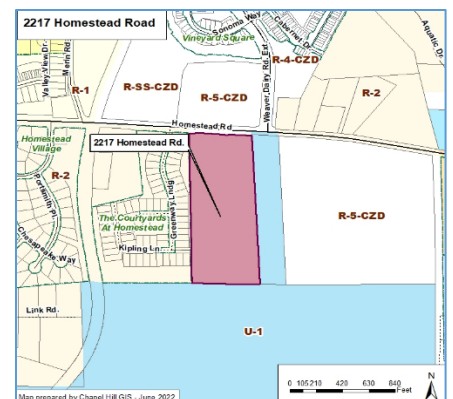 2217 Homestead Road
Sonoma Way
Cabernet Dr
Aquatic Dr
Vineyard Square
R-4-CZD
Valley View Dr
Merin Rd
R-1
R-SS-CZD
R-5-CZD
Weaver Dairy Rd Ext
R-2
Homestead Rd
Homestead
Village
2217 Homestead Rd.
R-2
Portsmith Pl.
Greenway Lndg
R-5-CZD
The Courtyards
At Homestead
Chesapeake Way
Kipling Ln
Link Rd.
U-1
0 105 210 420 630 840
Feet
N
Map prepared by Chapel Hill GIS - June 2022